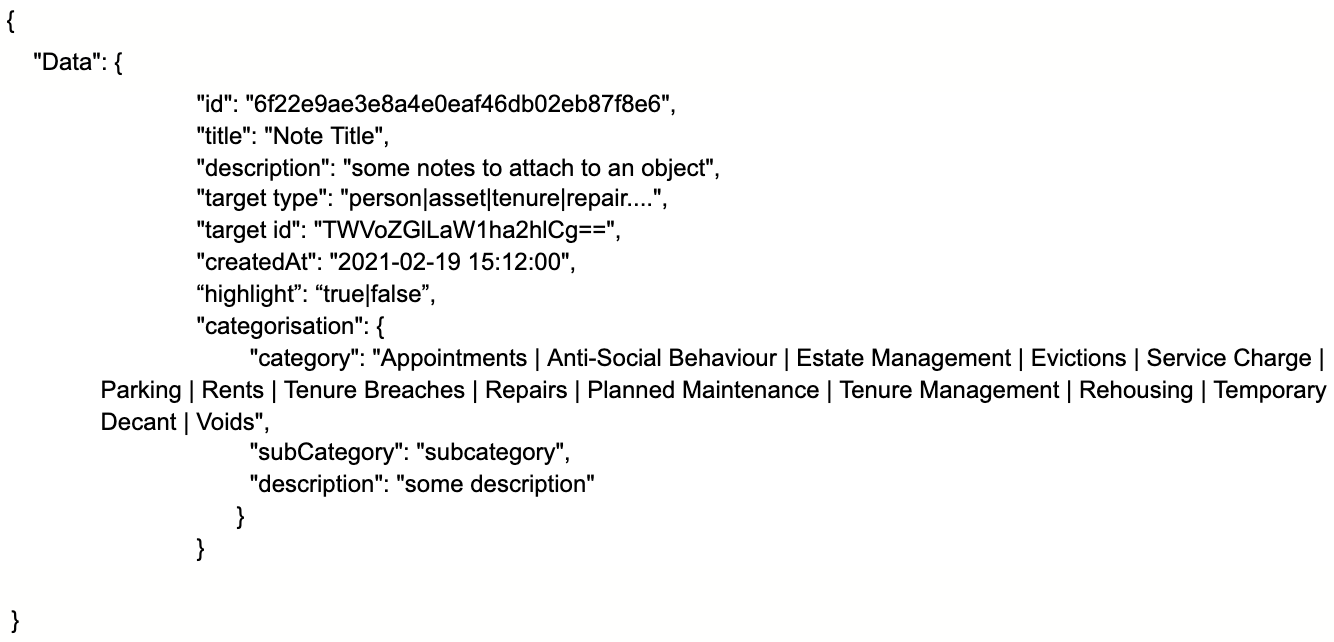 {
"Data": {
"id": "6f22e9ae3e8a4e0eaf46db02eb87f8e6",
"title": "Note Title",
"description": "some notes to attach to an object",
"target type": "person|asset|tenure|repair....",
"target id": "TWVoZGlLaW1ha2hlCg==",
"createdAt": "2021-02-19 15:12:00",
“highlight”: “true|false”,
"categorisation": {
"category": "Appointments | Anti-Social Behaviour | Estate Management | Evictions | Service Charge |
Parking | Rents | Tenure Breaches | Repairs | Planned Maintenance | Tenure Management | Rehousing | Temporary
Decant | Voids",
"subCategory": "subcategory",
"description": "some description"
}
}
}